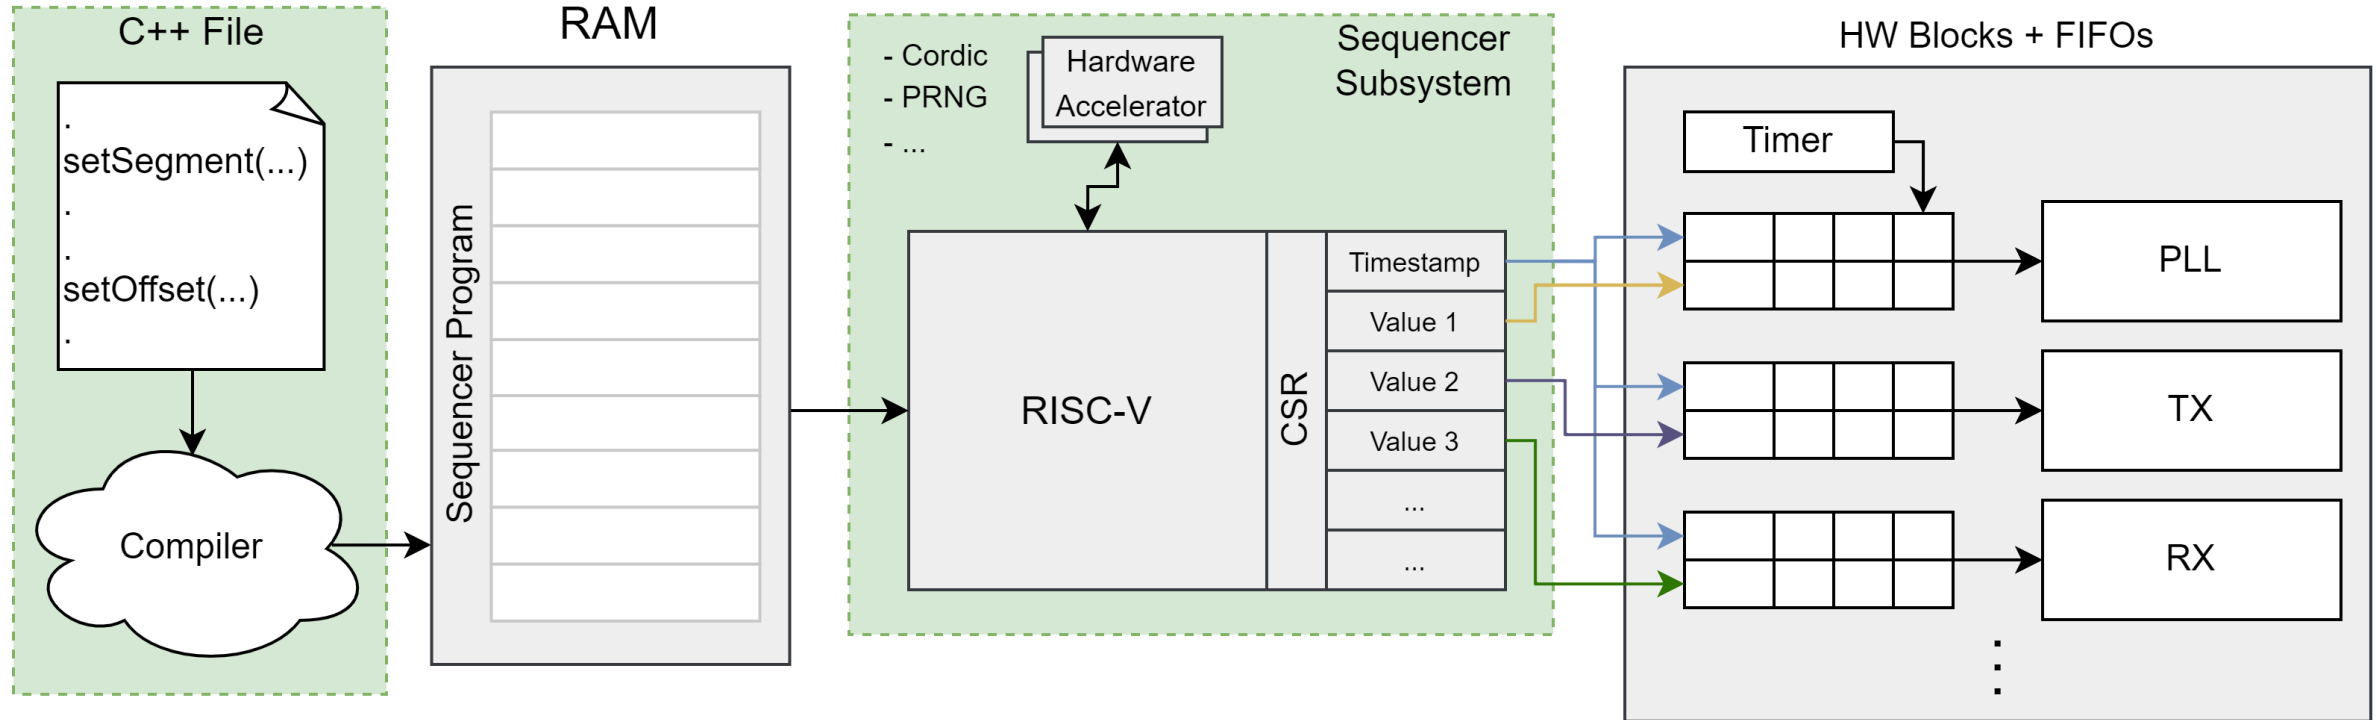 C++ File
.
setSegment(...)
.
.
setOffset(...)
.
Compiler
RAM
Sequencer Program
Sequencer
Subsystem
- Cordic
- PRNG
- ...
Hardware
Accelerator
RISC-V
CSR
Timestamp
Value 1
Value 2
Value 3
...
...
HW Blocks + FIFOs
Timer
PLL
TX
RX